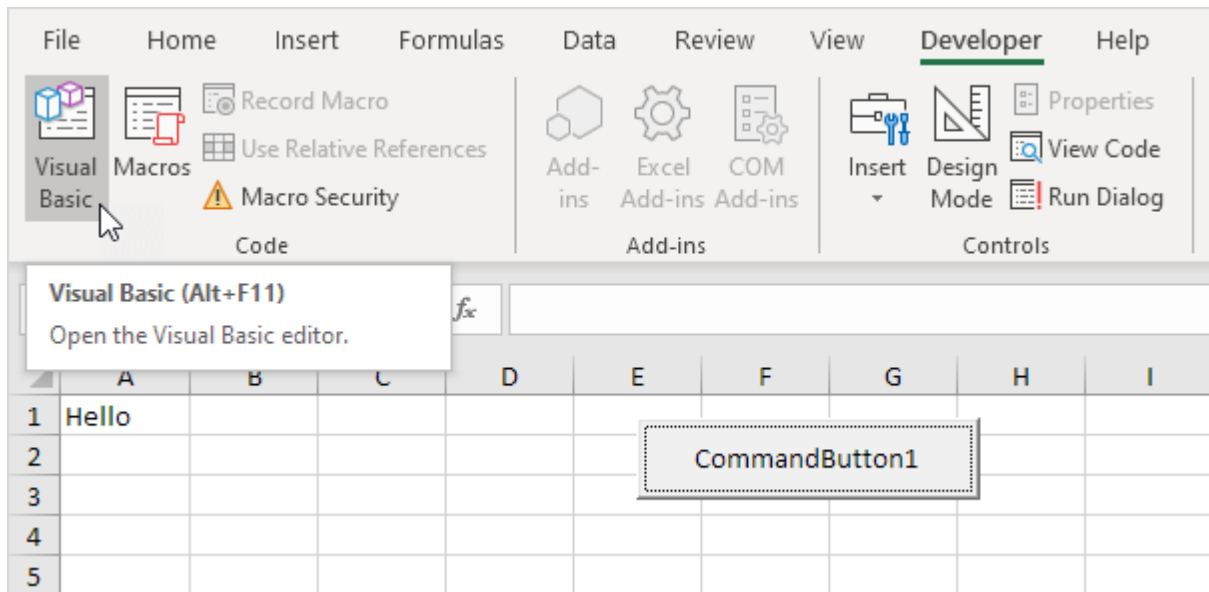 File Home Insert Formulas Data Review View Developer Help
Visual Basic
Macros
Record Macro
Use Relative References
Macro Security
Code
Add-ins
Excel Add-ins
COM Add-ins
Add-ins
Insert
Design Mode
Properties
View Code
Run Dialog
Controls
Visual Basic (Alt+F11)
Open the Visual Basic editor.
fx
A B C D E F G H I
1 Hello
CommandButton1
2
3
4
5